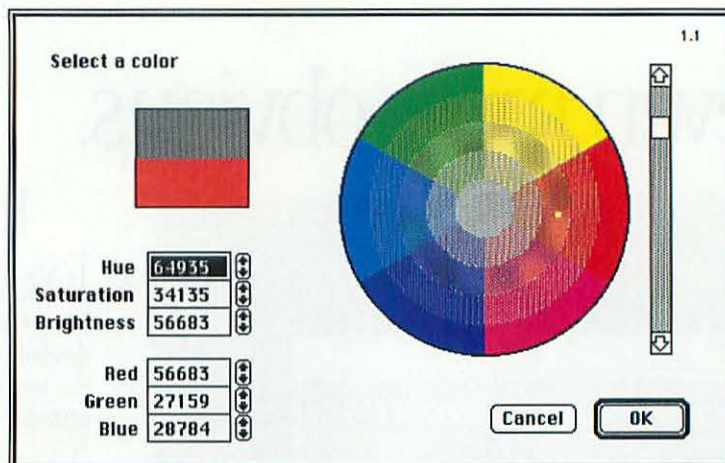 1.1
Select a color
Hue 64935
Saturation 34135
Brightness 56683
Red 56683
Green 27159
Blue 28784
Cancel
OK